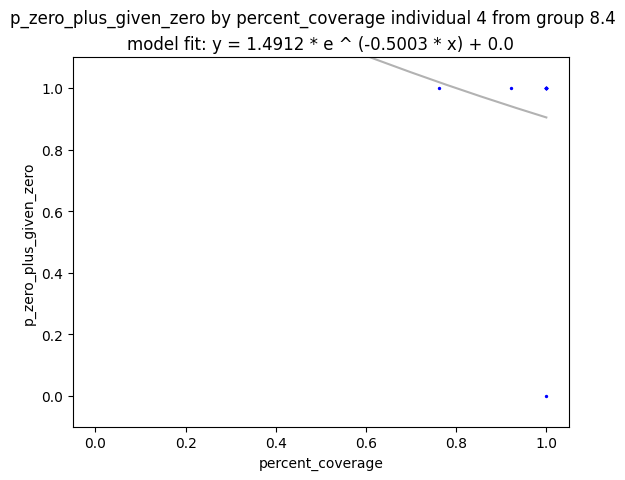 p_zero_plus_given_zero by percent_coverage individual 4 from group 8.4
model fit: y = 1.4912 * e ^ (-0.5003 * x) + 0.0
p_zero_plus_given_zero
1.0
0.8
0.6
0.4
0.2
0.0
0.0 0.2 0.4 0.6 0.8 1.0
percent_coverage